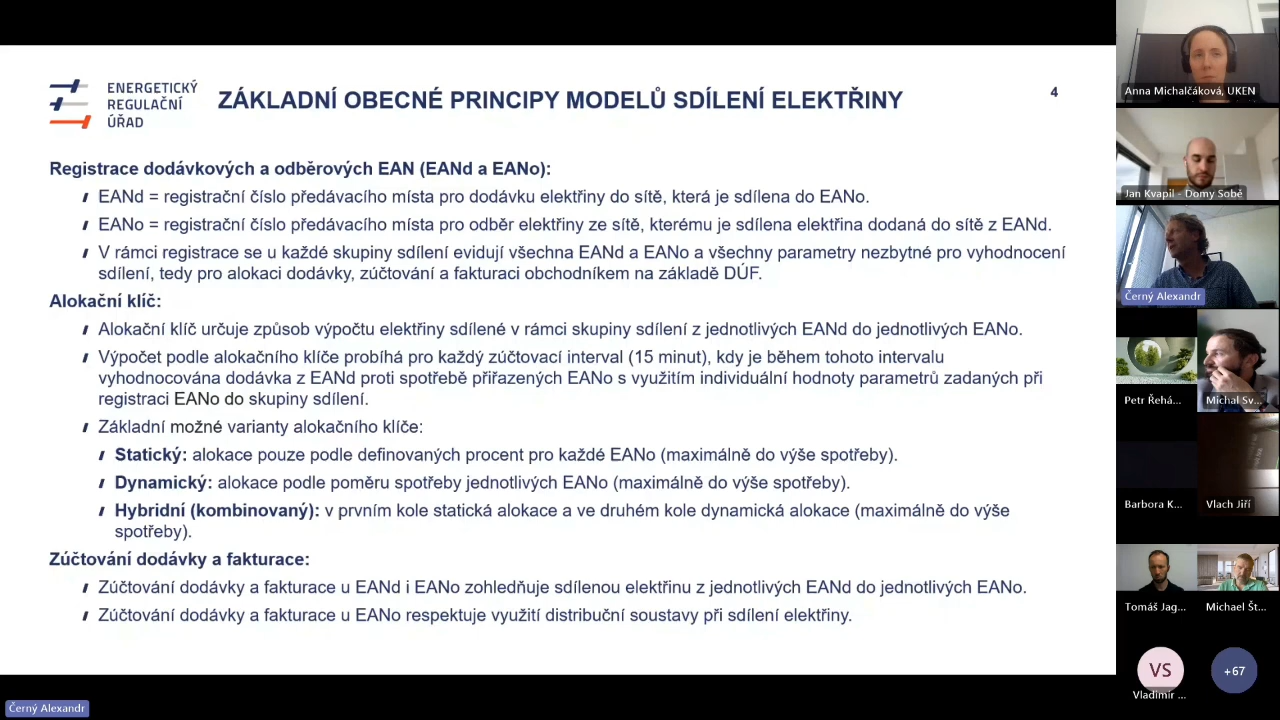 ENERGETICKÝ
REGULAČNÍ
ÚŘAD
ZÁKLADNÍ OBECNÉ PRINCIPY MODELŮ SDÍLENÍ ELEKTŘINY
4
Registrace dodávkových a odběrových EAN (EANd a EANo):
EANd = registrační číslo předávacího místa pro dodávku elektřiny do sítě, která je sdílena do EANo.
EANo = registrační číslo předávacího místa pro odběr elektřiny ze sítě, kterému je sdílena elektřina dodaná do sítě z EANd.
V rámci registrace se u každé skupiny sdílení evidují všechna EANd a EANo a všechny parametry nezbytné pro vyhodnocení
sdílení, tedy pro alokaci dodávky, zúčtování a fakturaci obchodníkem na základě DÚF.
Alokační klíč:
Alokační klíč určuje způsob výpočtu elektřiny sdílené v rámci skupiny sdílení z jednotlivých EANd do jednotlivých EANo.
Výpočet podle alokačního klíče probíhá pro každý zúčtovací interval (15 minut), kdy je během tohoto intervalu
vyhodnocována dodávka z EANd proti spotřebě přiřazených EANo s využitím individuální hodnoty parametrů zadaných při
registraci EANo do skupiny sdílení.
Základní možné varianty alokačního klíče:
Statický: alokace pouze podle definovaných procent pro každé EANo (maximálně do výše spotřeby).
Dynamický: alokace podle poměru spotřeby jednotlivých EANo (maximálně do výše spotřeby).
Hybridní (kombinovaný): v prvním kole statická alokace a ve druhém kole dynamická alokace (maximálně do výše
spotřeby).
Zúčtování dodávky a fakturace:
Zúčtování dodávky a fakturace u EANd i EANo zohledňuje sdílenou elektřinu z jednotlivých EANd do jednotlivých EANo.
Zúčtování dodávky a fakturace u EANo respektuje využití distribuční soustavy při sdílení elektřiny.
Černý Alexandr
Anna Michalčáková, UKEN
Jan Kvapil - Domy Sobě
Černý Alexandr
Petr Řehá...
Michal Sv...
Barbora K...
Vlach Jiří
Tomáš Jag...
Michael Št...
VS
Vladimír ...
+67